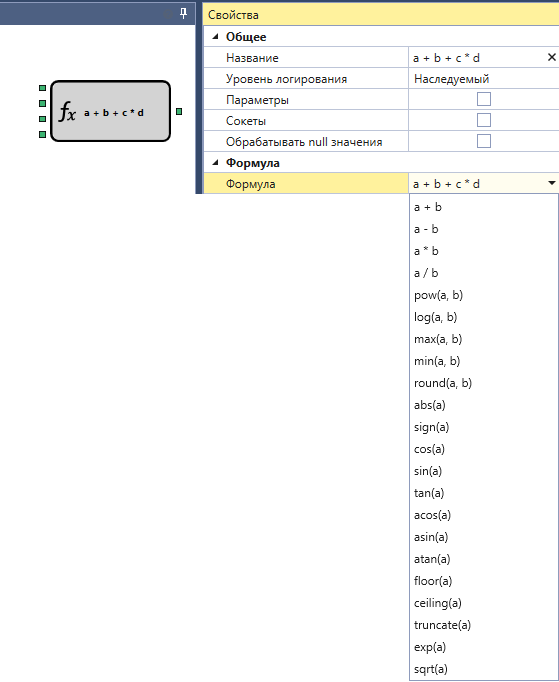 Свойства
Общее
Название a + b + c * d
Уровень логирования Наследуемый
Параметры
fx a + b + c * d
Сокеты
Обрабатывать null значения
Формула
Формула a + b + c * d
a + b
a - b
a * b
a / b
pow(a, b)
log(a, b)
max(a, b)
min(a, b)
round(a, b)
abs(a)
sign(a)
cos(a)
sin(a)
tan(a)
acos(a)
asin(a)
atan(a)
floor(a)
ceiling(a)
truncate(a)
exp(a)
sqrt(a)